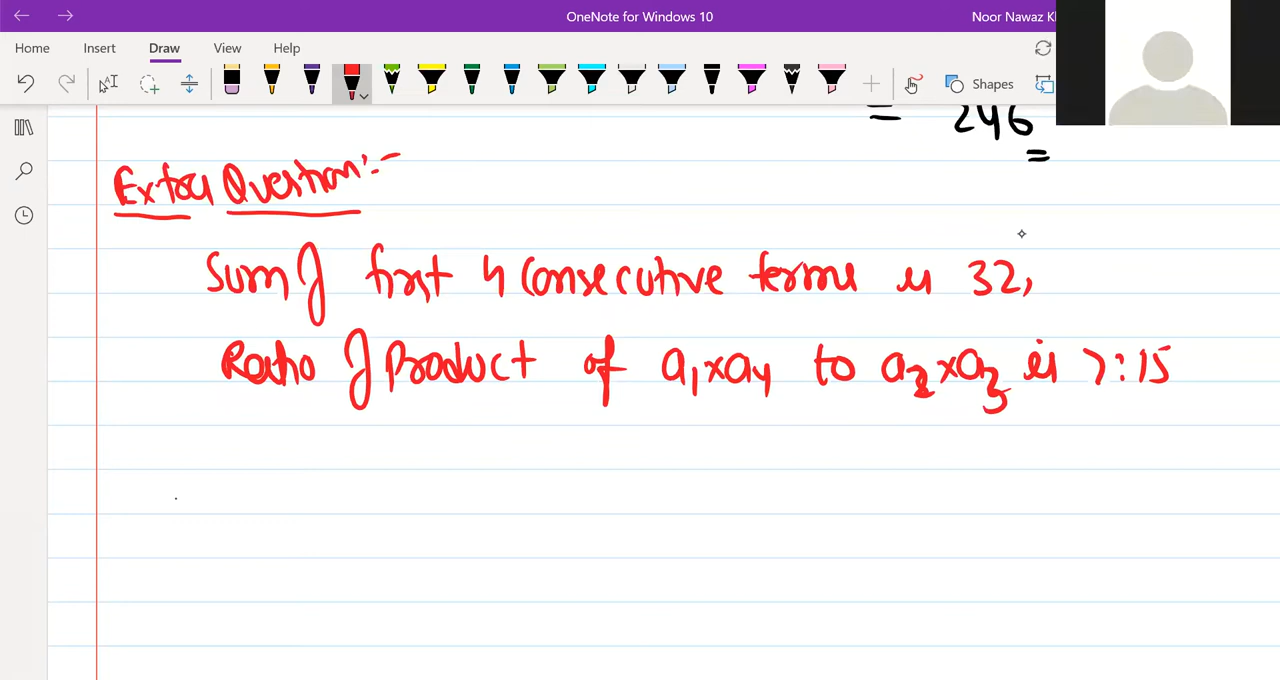 OneNote for Windows 10
Noor Nawaz Kh
Home Insert Draw View Help
Shapes
= 246
=
Extra Question:-
Sum of first 4 Consecutive terms is 32,
Ratio of Product of a₁xa₄ to a₂xa₃ is 7:15